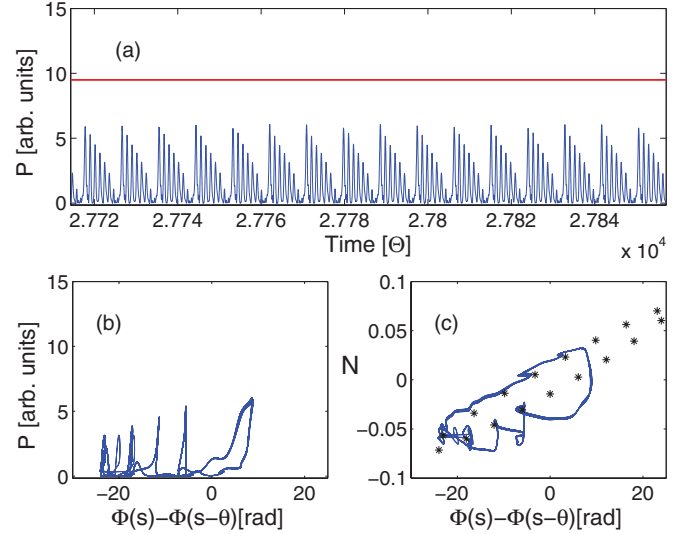 15
(a)
10
5
0
P [arb. units]
2.772 2.774 2.776 2.778 2.78 2.782 2.784
Time [Θ]
x 10⁴
15
(b)
10
5
0
P [arb. units]
−20 0 20
Φ(s)−Φ(s−θ)[rad]
0.1
(c)
0.05
N
0
−0.05
−0.1
−20 0 20
Φ(s)−Φ(s−θ)[rad]